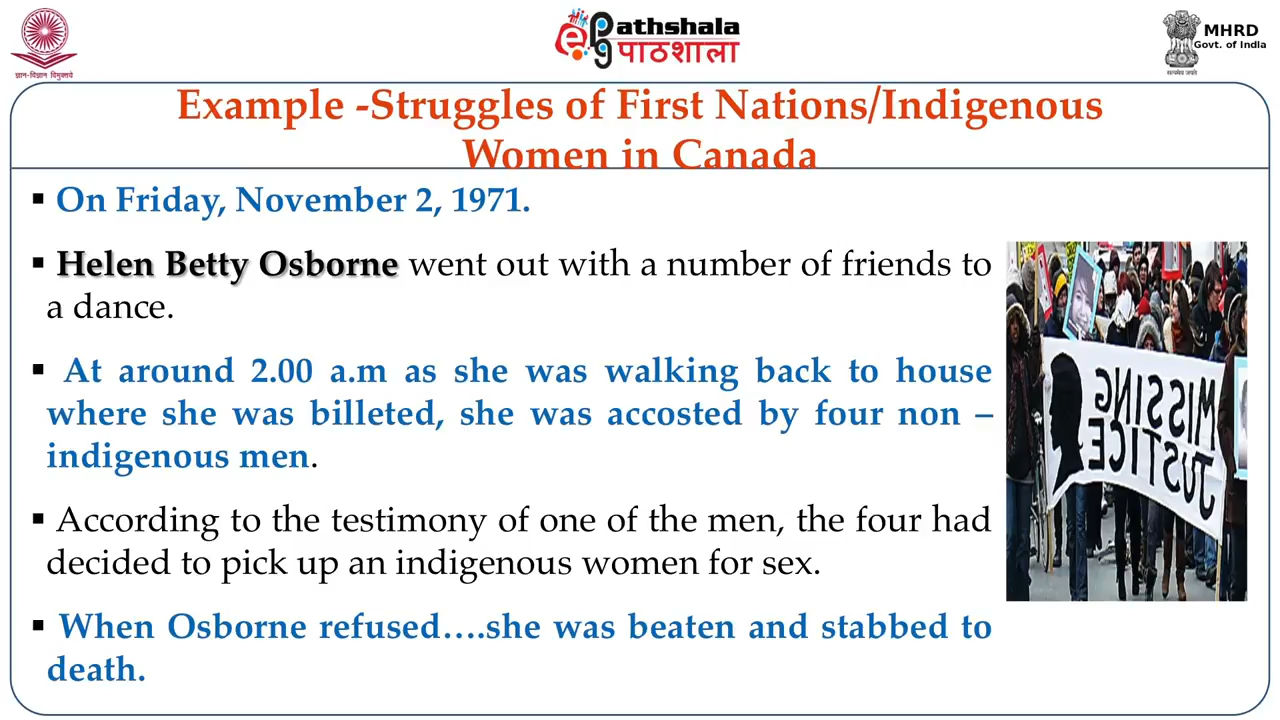 ज्ञान-विज्ञान विमुक्तये
ePathshala
पाठशाला
MHRD
Govt. of India
सत्यमेव जयते
Example -Struggles of First Nations/Indigenous
Women in Canada
▪ On Friday, November 2, 1971.
▪ Helen Betty Osborne went out with a number of friends to
a dance.
▪ At around 2.00 a.m as she was walking back to house
where she was billeted, she was accosted by four non –
indigenous men.
▪ According to the testimony of one of the men, the four had
decided to pick up an indigenous women for sex.
▪ When Osborne refused….she was beaten and stabbed to
death.
MISSING
JUSTICE